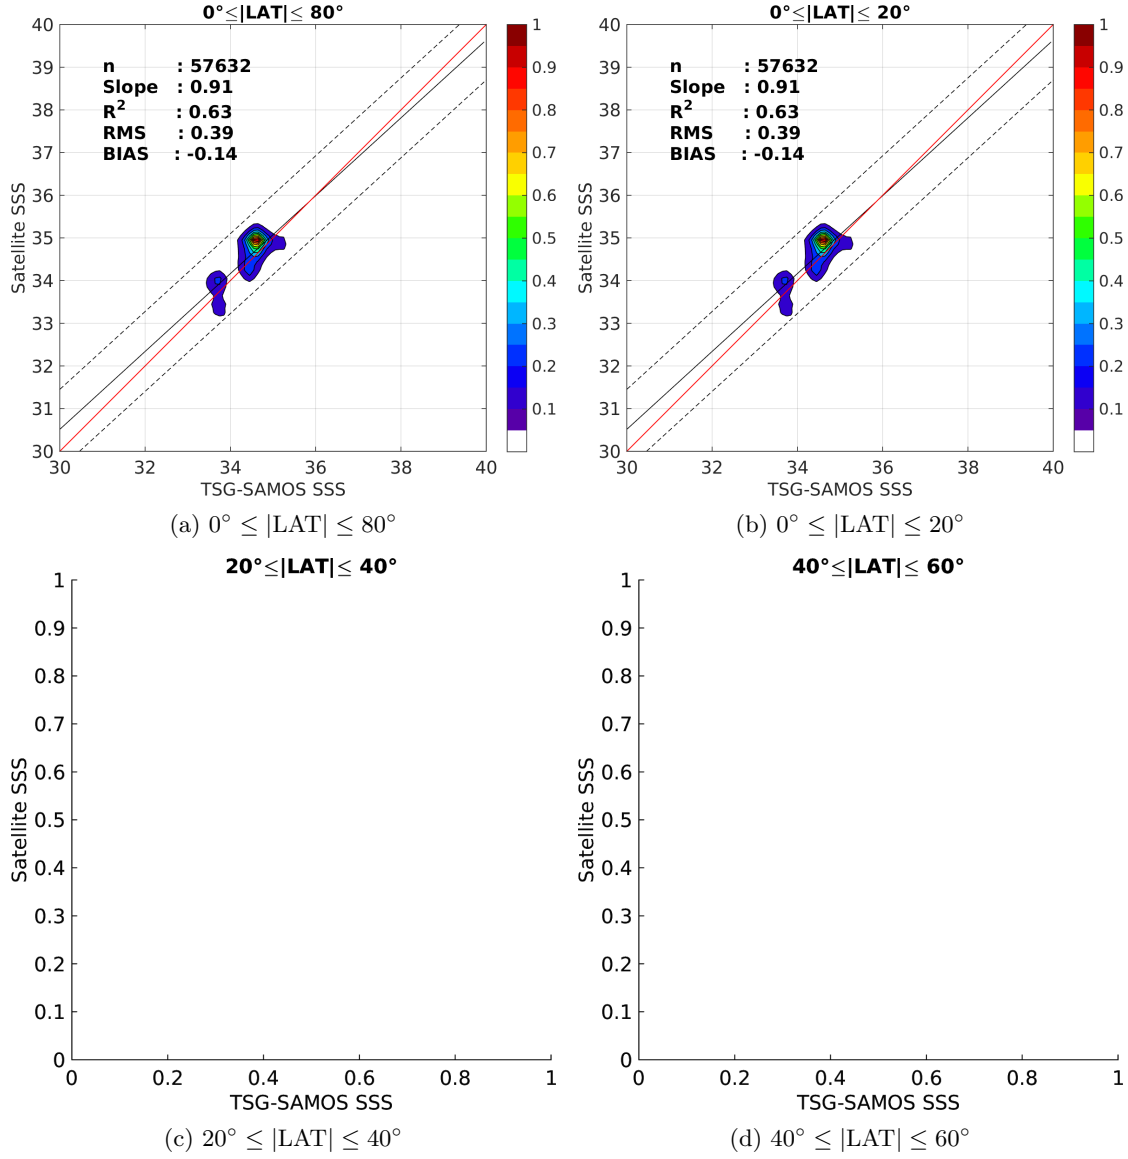 0°≤|LAT|≤ 80°
40
39
38
37
36
35
34
33
32
31
30
n : 57632
Slope : 0.91
R² : 0.63
RMS : 0.39
BIAS : -0.14
Satellite SSS
30 32 34 36 38 40
TSG-SAMOS SSS
1
0.9
0.8
0.7
0.6
0.5
0.4
0.3
0.2
0.1
(a) 0° ≤ |LAT| ≤ 80°
0°≤|LAT|≤ 20°
40
39
38
37
36
35
34
33
32
31
30
n : 57632
Slope : 0.91
R² : 0.63
RMS : 0.39
BIAS : -0.14
Satellite SSS
30 32 34 36 38 40
TSG-SAMOS SSS
1
0.9
0.8
0.7
0.6
0.5
0.4
0.3
0.2
0.1
(b) 0° ≤ |LAT| ≤ 20°
20°≤|LAT|≤ 40°
1
0.9
0.8
0.7
0.6
0.5
0.4
0.3
0.2
0.1
0
Satellite SSS
0 0.2 0.4 0.6 0.8 1
TSG-SAMOS SSS
(c) 20° ≤ |LAT| ≤ 40°
40°≤|LAT|≤ 60°
1
0.9
0.8
0.7
0.6
0.5
0.4
0.3
0.2
0.1
0
Satellite SSS
0 0.2 0.4 0.6 0.8 1
TSG-SAMOS SSS
(d) 40° ≤ |LAT| ≤ 60°